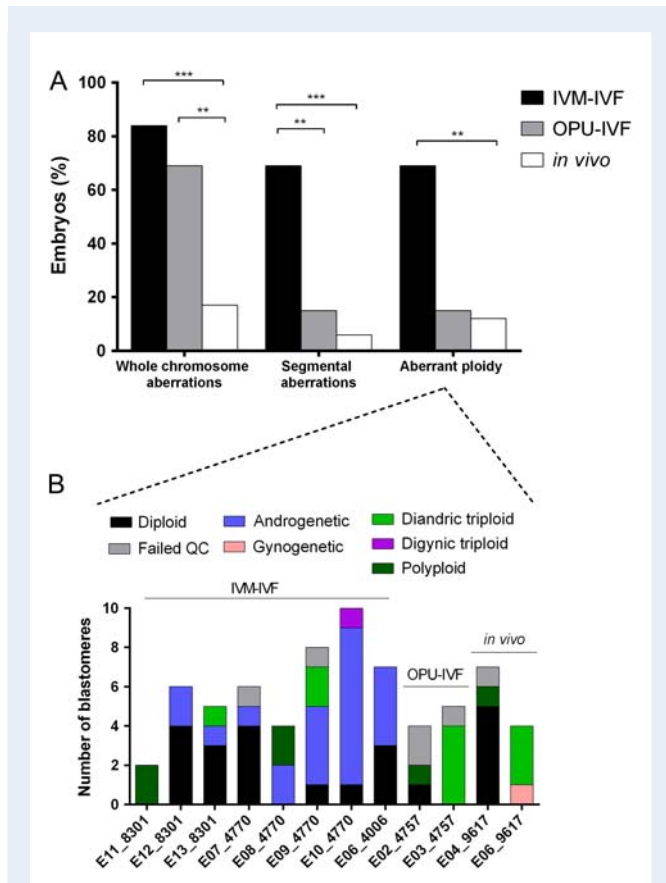 A
100
80
60
40
20
0
Embryos (%)
***
**
***
**
**
IVM-IVF
OPU-IVF
in vivo
Whole chromosome
aberrations
Segmental
aberrations
Aberrant ploidy
B
Diploid
Androgenetic
Diandric triploid
Failed QC
Gynogenetic
Digynic triploid
Polyploid
IVM-IVF
OPU-IVF
in vivo
10
8
6
4
2
0
Number of blastomeres
E11_8301
E12_8301
E13_8301
E07_4770
E08_4770
E09_4770
E10_4770
E06_4006
E02_4757
E03_4757
E04_9617
E06_9617